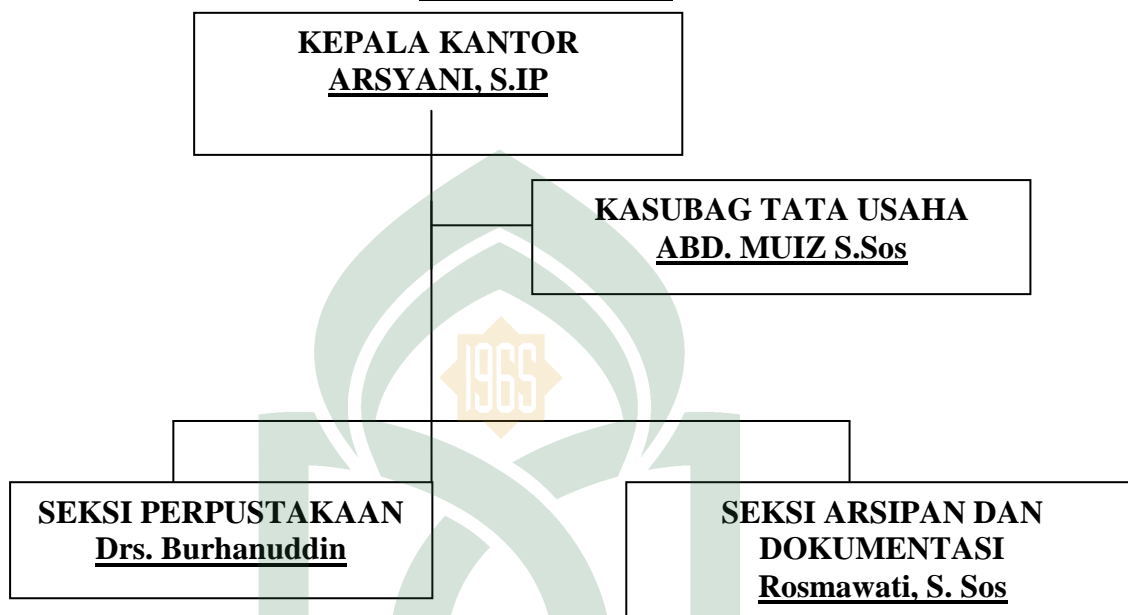 KEPALA KANTOR
ARSYANI, S.IP
KASUBAG TATA USAHA
ABD. MUIZ S.Sos
1965
SEKSI PERPUSTAKAAN
Drs. Burhanuddin
SEKSI ARSIPAN DAN
DOKUMENTASI
Rosmawati, S. Sos